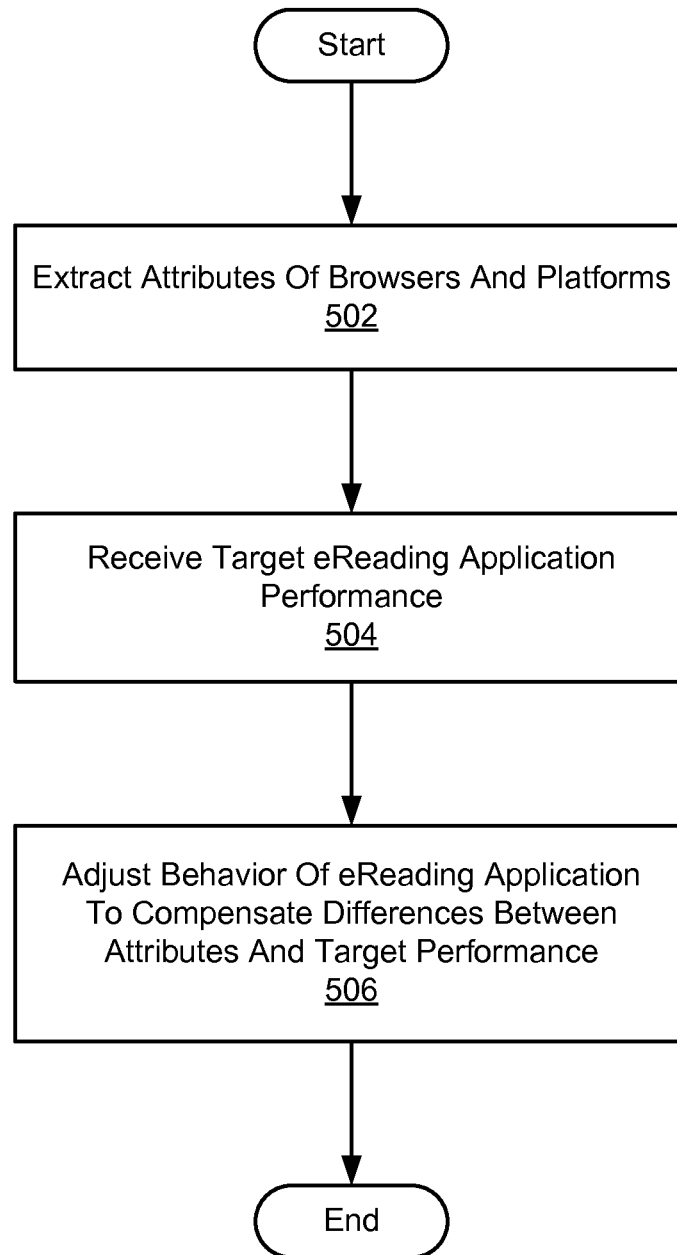 Start
Extract Attributes Of Browsers And Platforms
502
Receive Target eReading Application
Performance
504
Adjust Behavior Of eReading Application
To Compensate Differences Between
Attributes And Target Performance
506
End